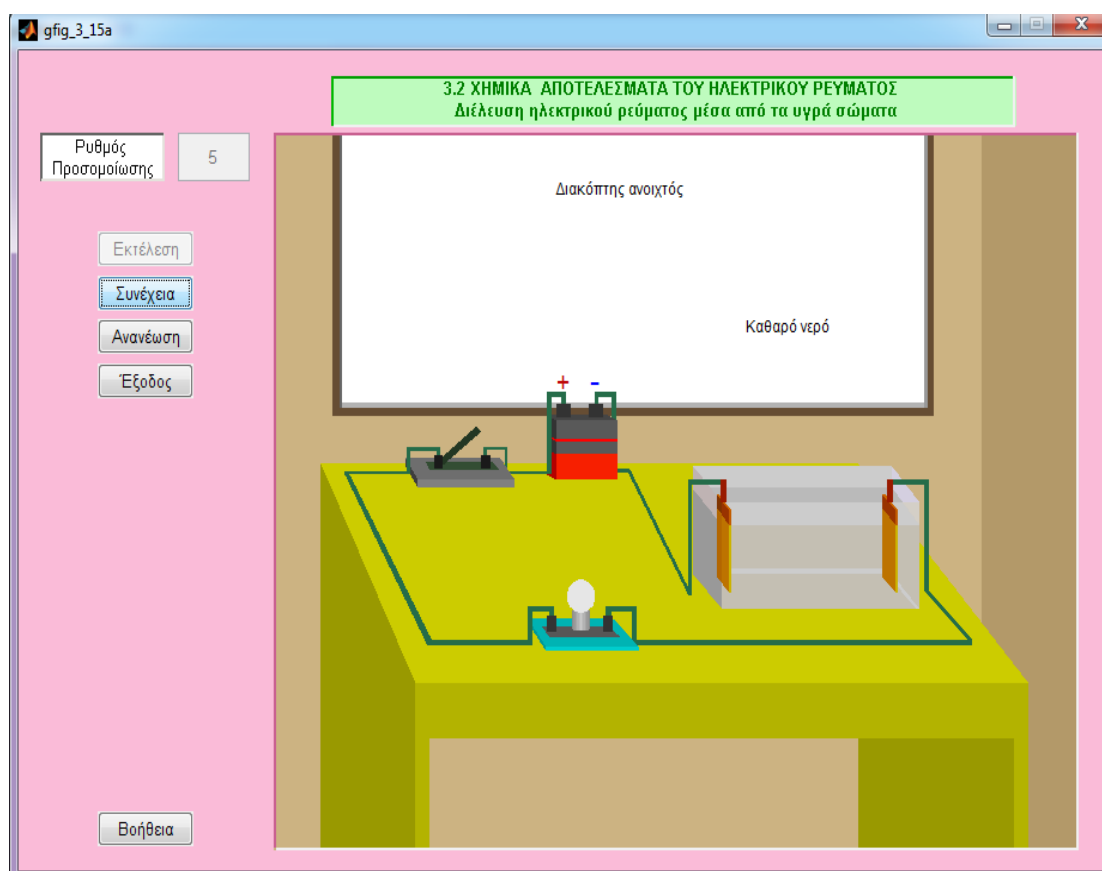 gfig_3_15a
3.2 ΧΗΜΙΚΑ ΑΠΟΤΕΛΕΣΜΑΤΑ ΤΟΥ ΗΛΕΚΤΡΙΚΟΥ ΡΕΥΜΑΤΟΣ
Διέλευση ηλεκτρικού ρεύματος μέσα από τα υγρά σώματα
Ρυθμός
Προσομοίωσης
5
Διακόπτης ανοιχτός
Εκτέλεση
Συνέχεια
Ανανέωση
Έξοδος
Καθαρό νερό
+ -
Βοήθεια